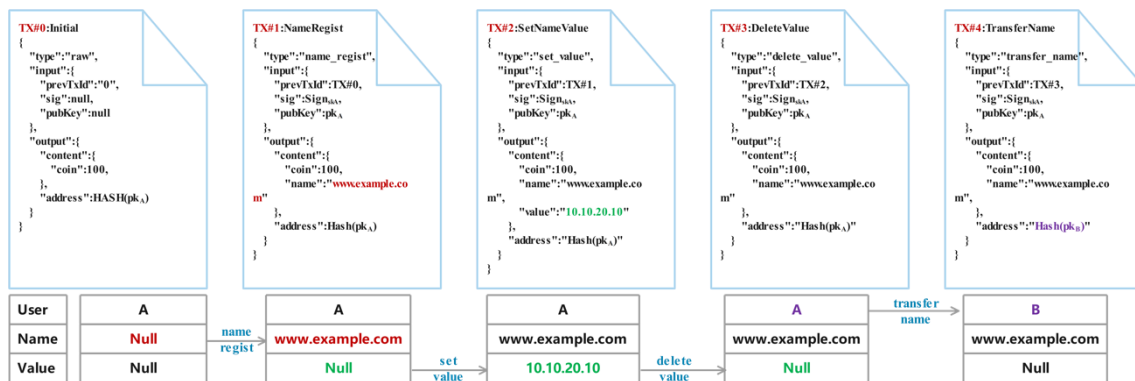 TX#0:Initial
{
"type":"raw",
"input":{
"prevTxId":"0",
"sig":null,
"pubKey":null
},
"output":{
"content":{
"coin":100,
},
"address":HASH(pkA)
}
}
TX#1:NameRegist
{
"type":"name_regist",
"input":{
"prevTxId":TX#0,
"sig":SignskA,
"pubKey":pkA
},
"output":{
"content":{
"coin":100,
"name":"www.example.co
m"
},
"address":Hash(pkA)
}
}
TX#2:SetNameValue
{
"type":"set_value",
"input":{
"prevTxId":TX#1,
"sig":SignskA,
"pubKey":pkA
},
"output":{
"content":{
"coin":100,
"name":"www.example.co
m",
"value":"10.10.20.10"
},
"address":"Hash(pkA)"
}
}
TX#3:DeleteValue
{
"type":"delete_value",
"input":{
"prevTxId":TX#2,
"sig":SignskA,
"pubKey":pkA
},
"output":{
"content":{
"coin":100,
"name":"www.example.co
m"
},
"address":"Hash(pkA)"
}
}
TX#4:TransferName
{
"type":"transfer_name",
"input":{
"prevTxId":TX#3,
"sig":SignskA,
"pubKey":pkA
},
"output":{
"content":{
"coin":100,
"name":"www.example.co
m",
},
"address":"Hash(pkB)"
}
}
User A A A A transfer name B
Name Null name regist www.example.com www.example.com www.example.com www.example.com
Value Null Null set value 10.10.20.10 delete value Null Null